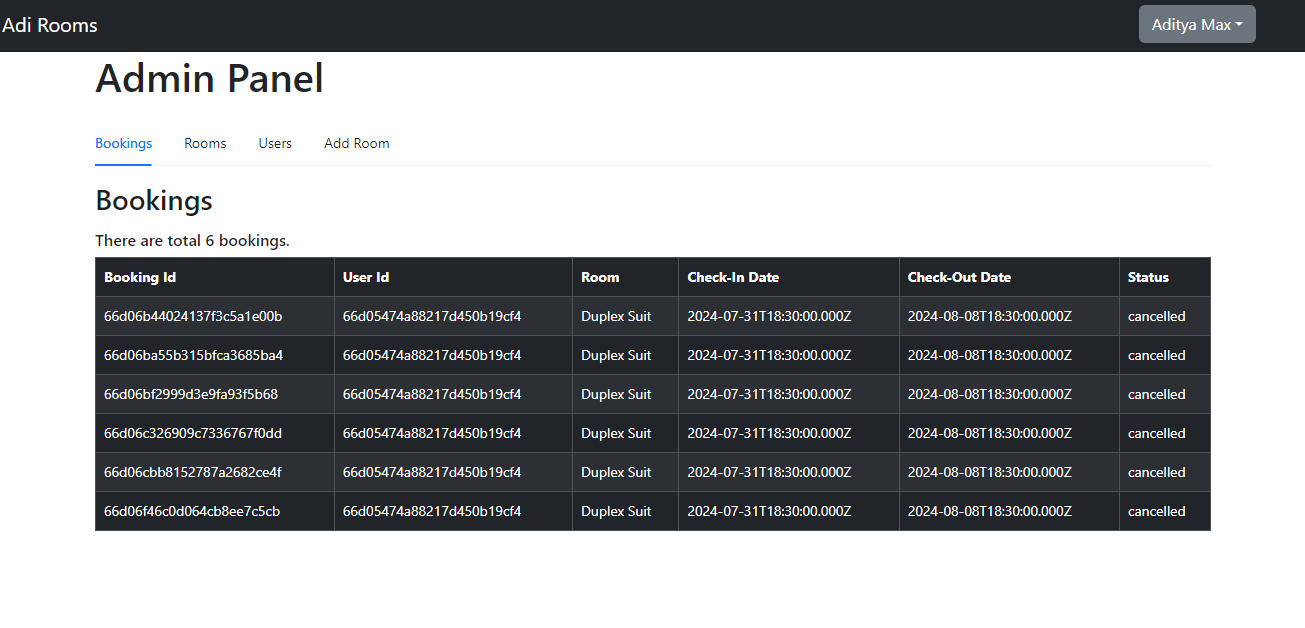 Adi Rooms Aditya Max
Admin Panel
Bookings Rooms Users Add Room
Bookings
There are total 6 bookings.
Booking Id User Id Room Check-In Date Check-Out Date Status
66d06b44024137f3c5a1e00b 66d05474a88217d450b19cf4 Duplex Suit 2024-07-31T18:30:00.000Z 2024-08-08T18:30:00.000Z cancelled
66d06ba55b315bfca3685ba4 66d05474a88217d450b19cf4 Duplex Suit 2024-07-31T18:30:00.000Z 2024-08-08T18:30:00.000Z cancelled
66d06bf2999d3e9fa93f5b68 66d05474a88217d450b19cf4 Duplex Suit 2024-07-31T18:30:00.000Z 2024-08-08T18:30:00.000Z cancelled
66d06c326909c7336767f0dd 66d05474a88217d450b19cf4 Duplex Suit 2024-07-31T18:30:00.000Z 2024-08-08T18:30:00.000Z cancelled
66d06cbb8152787a2682ce4f 66d05474a88217d450b19cf4 Duplex Suit 2024-07-31T18:30:00.000Z 2024-08-08T18:30:00.000Z cancelled
66d06f46c0d064cb8ee7c5cb 66d05474a88217d450b19cf4 Duplex Suit 2024-07-31T18:30:00.000Z 2024-08-08T18:30:00.000Z cancelled